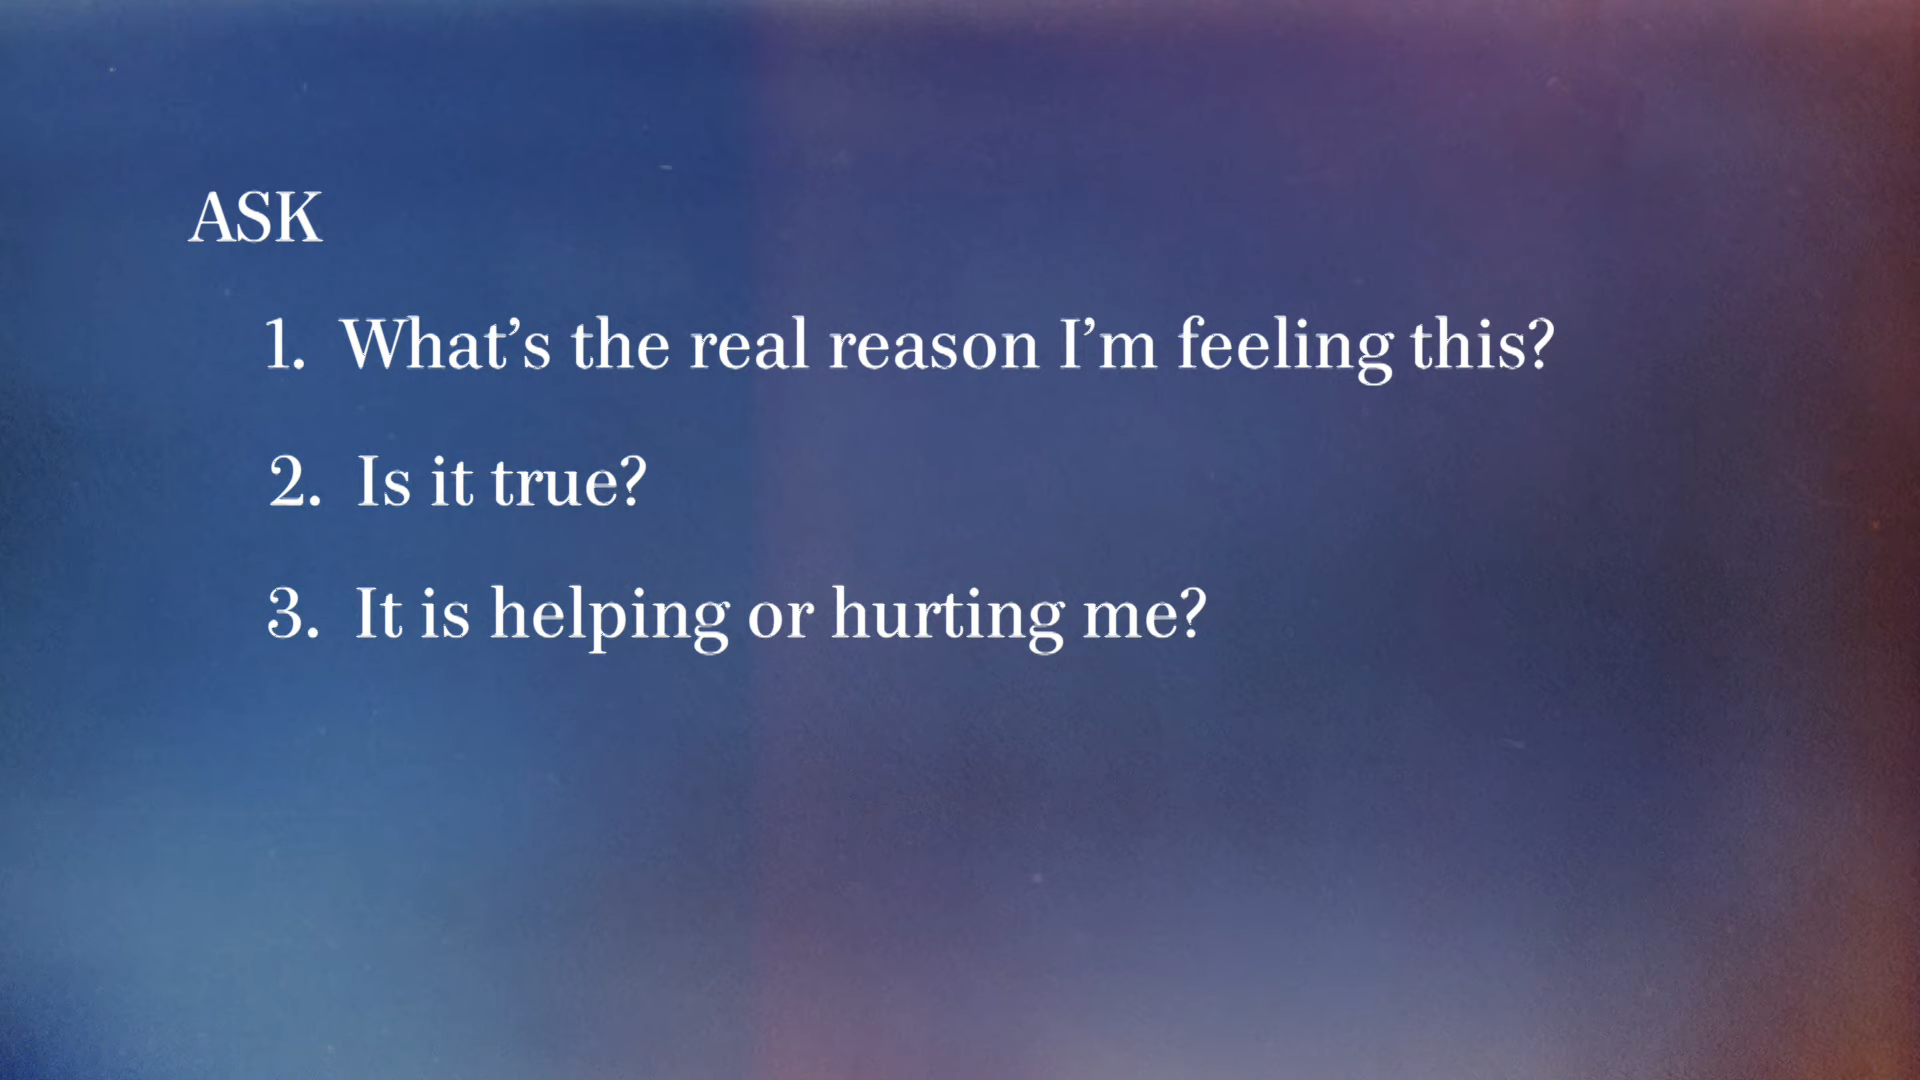 ASK
1. What’s the real reason I’m feeling this?
2. Is it true?
3. It is helping or hurting me?